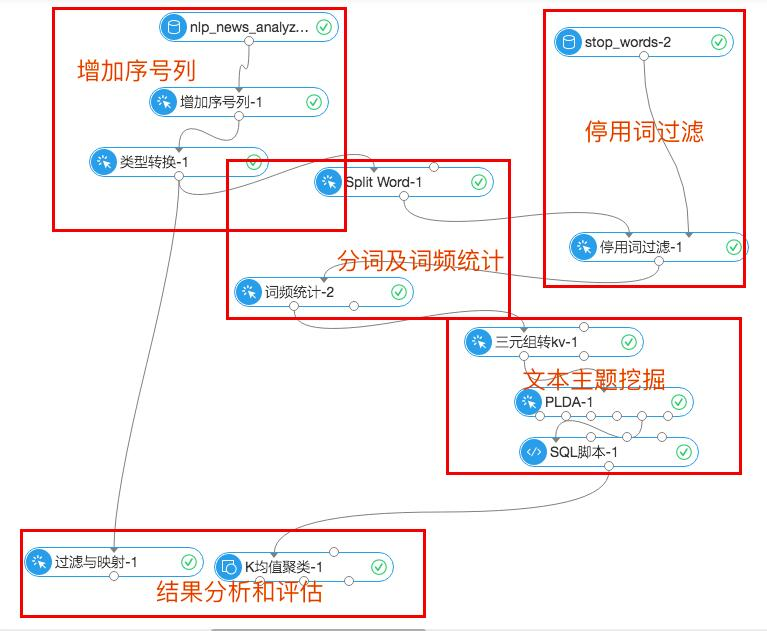 nlp_news_analyz...
增加序号列
增加序号列-1
类型转换-1
stop_words-2
停用词过滤
停用词过滤-1
Split Word-1
分词及词频统计
词频统计-2
三元组转kv-1
文本主题挖掘
PLDA-1
SQL脚本-1
过滤与映射-1
K均值聚类-1
结果分析和评估